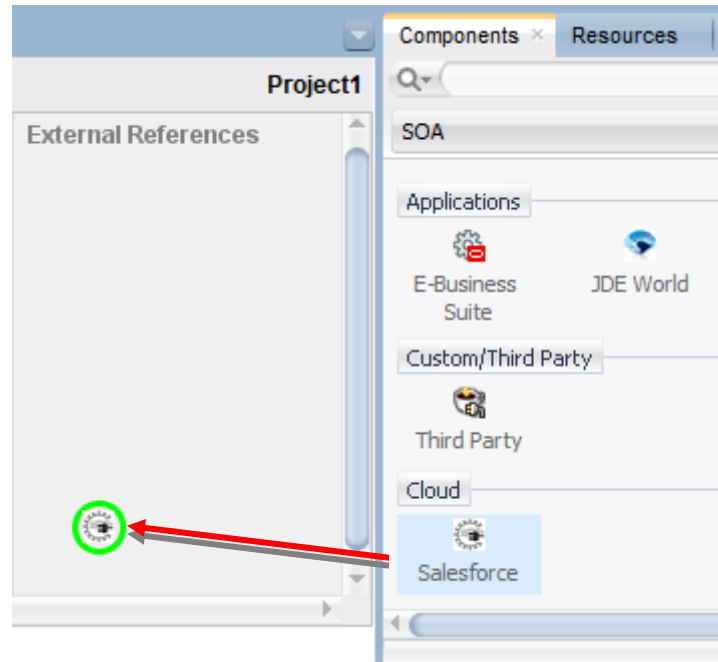 Components
Resources
Project1
External References
SOA
Applications
E-Business
Suite
JDE World
Custom/Third Party
Third Party
Cloud
Salesforce